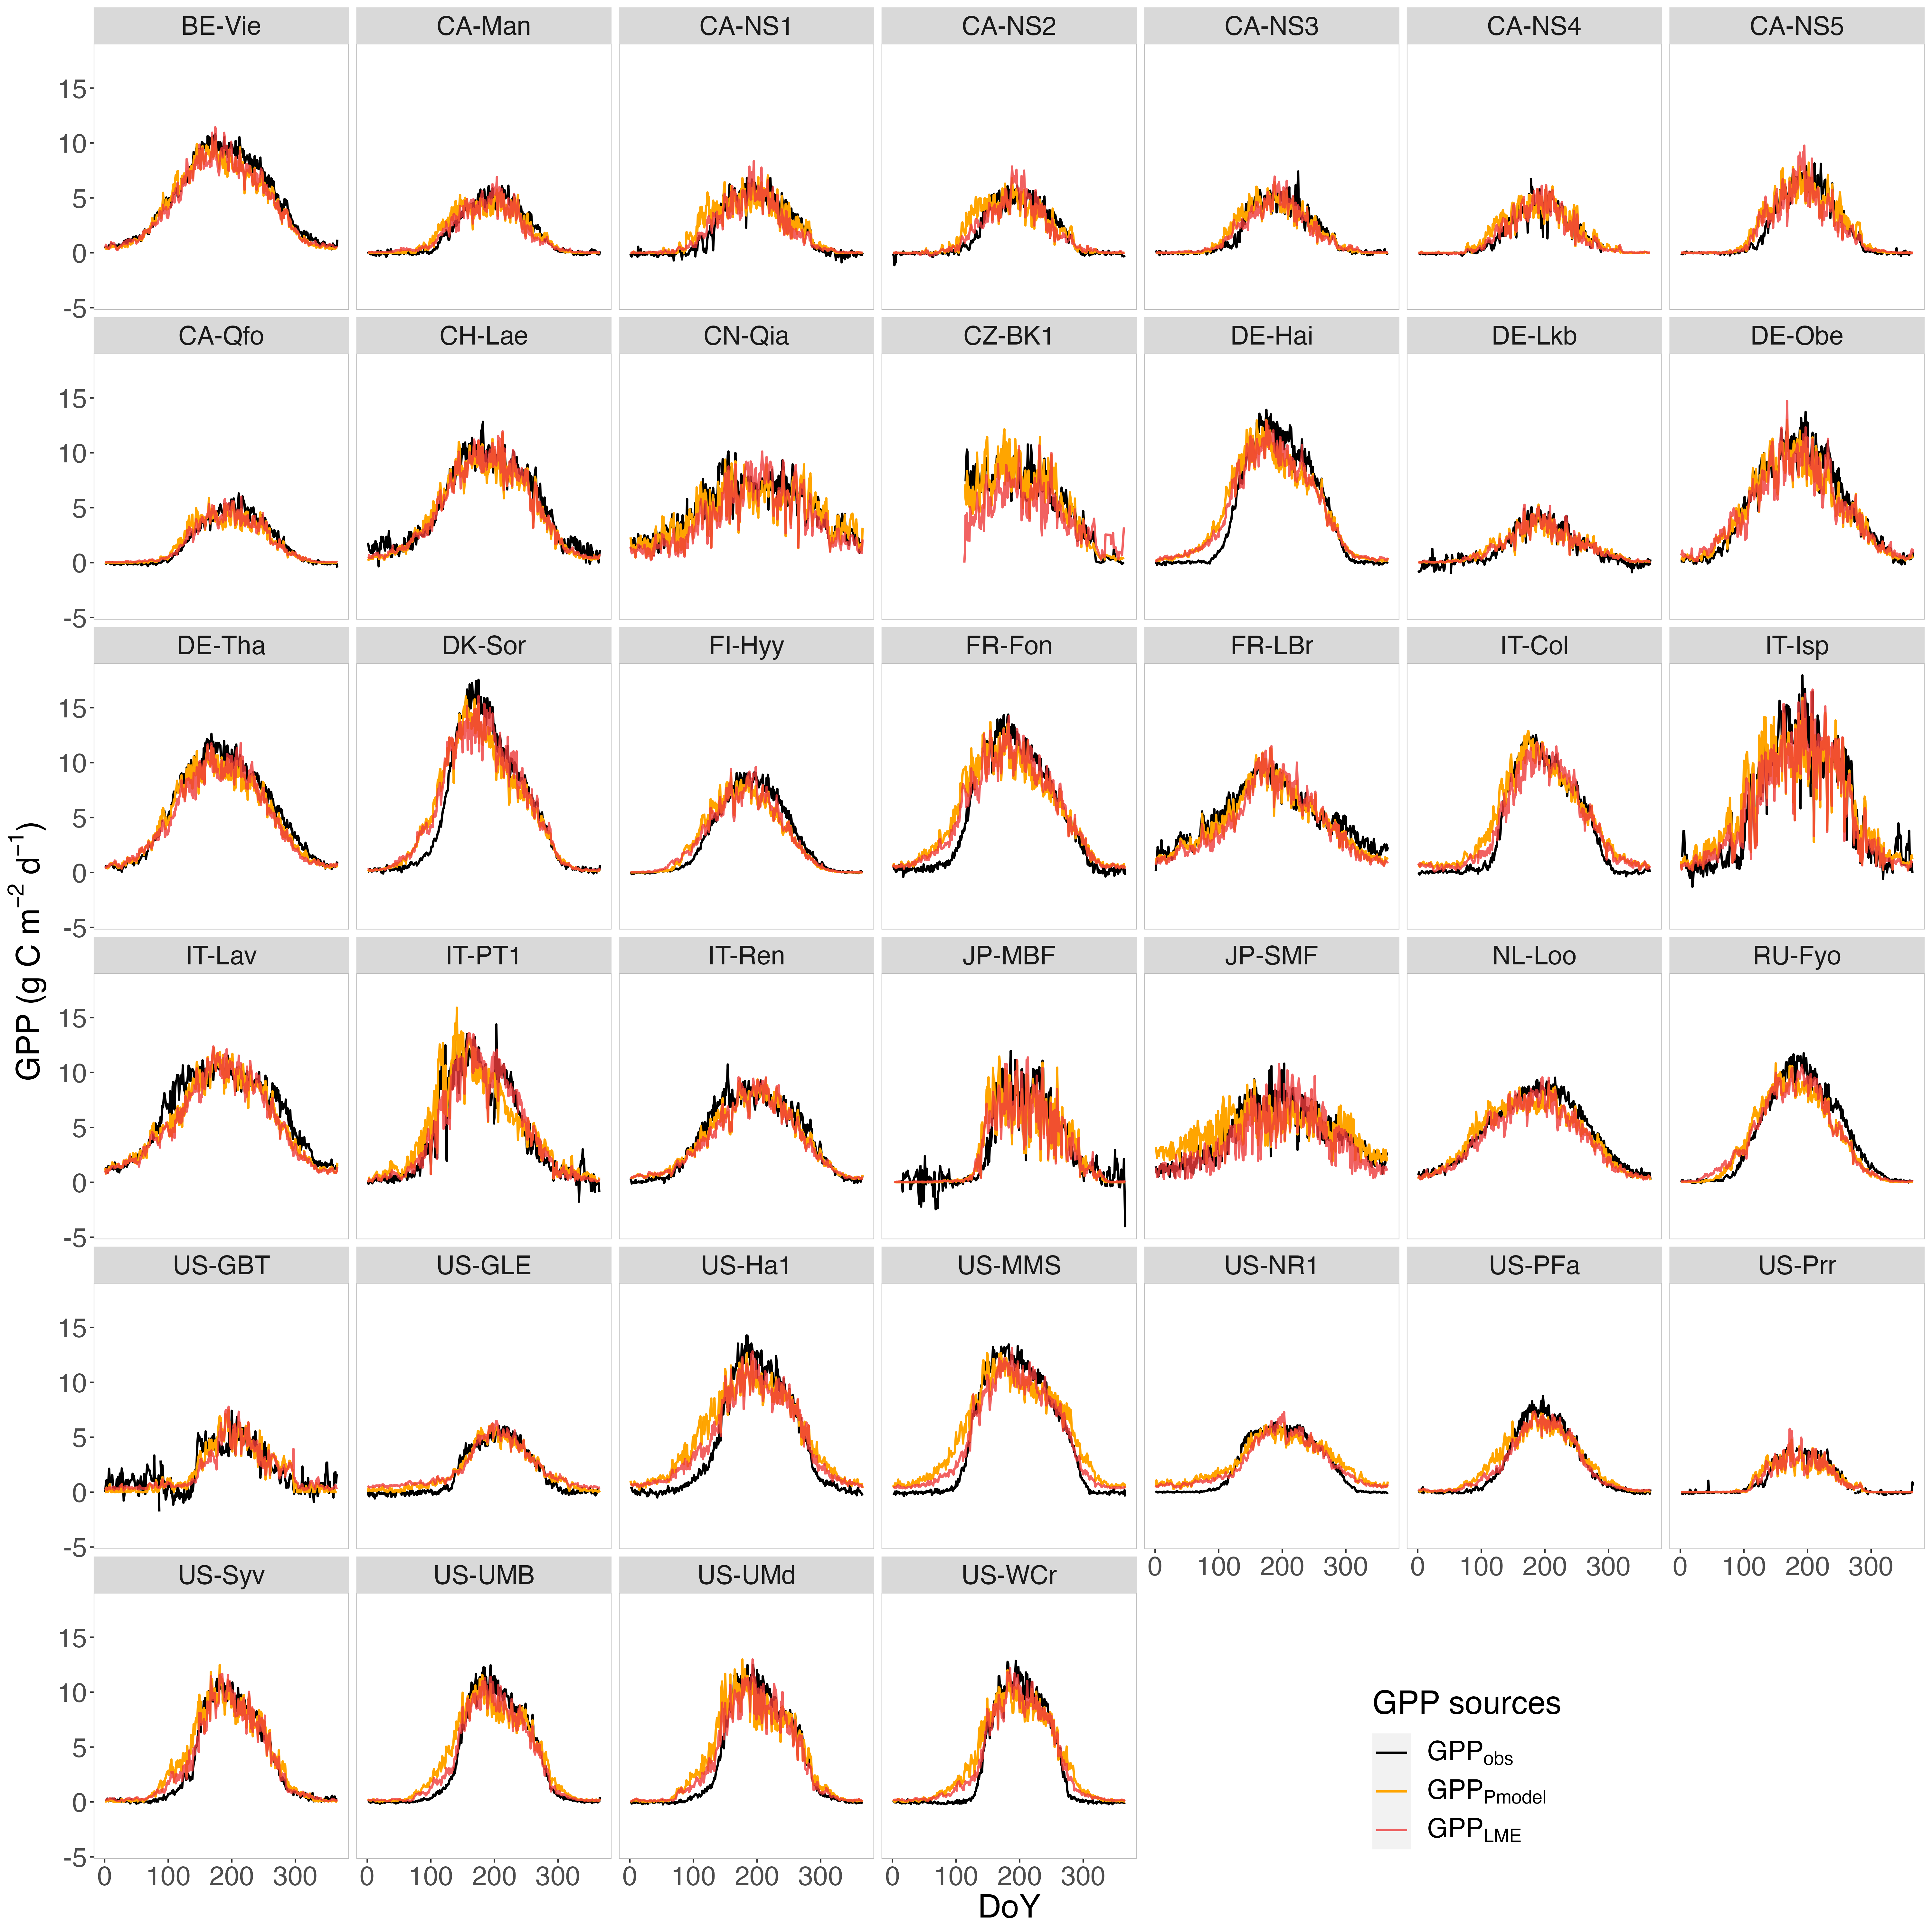 BE-Vie CA-Man CA-NS1 CA-NS2 CA-NS3 CA-NS4 CA-NS5
15
10
5
0
-5
CA-Qfo CH-Lae CN-Qia CZ-BK1 DE-Hai DE-Lkb DE-Obe
15
10
5
0
-5
DE-Tha DK-Sor FI-Hyy FR-Fon FR-LBr IT-Col IT-Isp
15
10
5
0
-5
GPP (g C m⁻² d⁻¹)
IT-Lav IT-PT1 IT-Ren JP-MBF JP-SMF NL-Loo RU-Fyo
15
10
5
0
-5
US-GBT US-GLE US-Ha1 US-MMS US-NR1 US-PFa US-Prr
15
10
5
0
-5
0 100 200 300 0 100 200 300 0 100 200 300
US-Syv US-UMB US-UMd US-WCr
15
10
5
0
-5
0 100 200 300 0 100 200 300 0 100 200 300 0 100 200 300
DoY
GPP sources
GPPobs
GPPPmodel
GPPLME